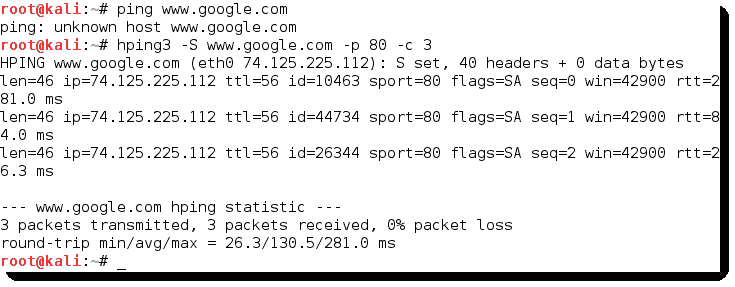 root@kali:~# ping www.google.com
ping: unknown host www.google.com
root@kali:~# hping3 -S www.google.com -p 80 -c 3
HPING www.google.com (eth0 74.125.225.112): S set, 40 headers + 0 data bytes
len=46 ip=74.125.225.112 ttl=56 id=10463 sport=80 flags=SA seq=0 win=42900 rtt=2
81.0 ms
len=46 ip=74.125.225.112 ttl=56 id=44734 sport=80 flags=SA seq=1 win=42900 rtt=8
4.0 ms
len=46 ip=74.125.225.112 ttl=56 id=26344 sport=80 flags=SA seq=2 win=42900 rtt=2
6.3 ms

--- www.google.com hping statistic ---
3 packets transmitted, 3 packets received, 0% packet loss
round-trip min/avg/max = 26.3/130.5/281.0 ms
root@kali:~# _